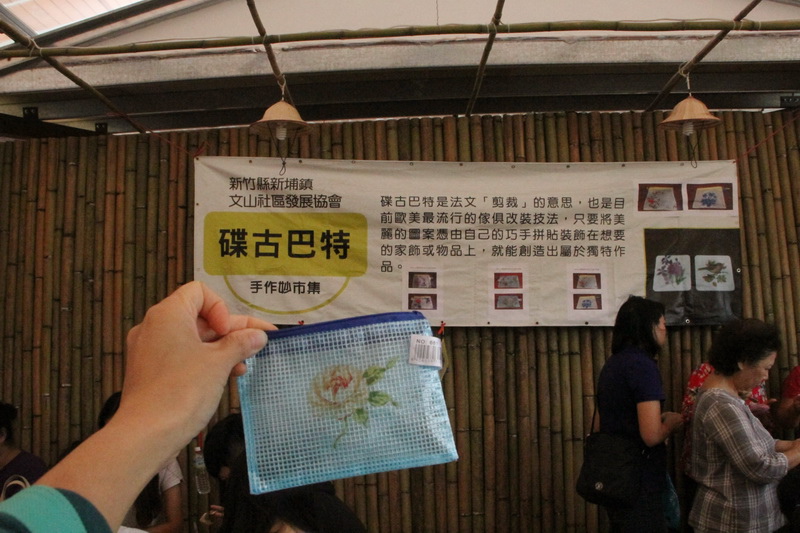 新竹縣新埔鎮
文山社區發展協會
碟古巴特
手作妙市集
碟古巴特是法文「剪裁」的意思，也是目
前歐美最流行的傢俱改裝技法，只要將美
麗的圖案憑由自己的巧手拼貼裝飾在想要
的家飾或物品上，就能創造出屬於獨特作
品。
NO.